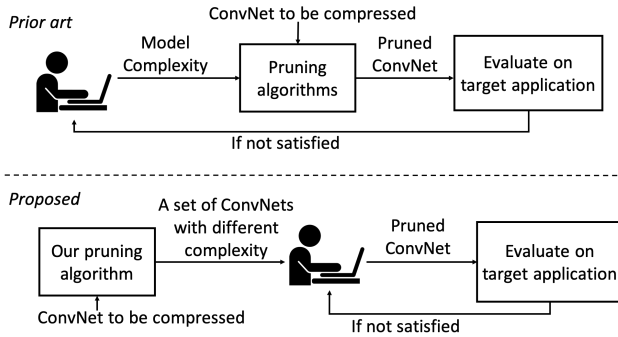 Prior art
ConvNet to be compressed
Model
Complexity
Pruning
algorithms
Pruned
ConvNet
Evaluate on
target application
If not satisfied
Proposed
Our pruning
algorithm
ConvNet to be compressed
A set of ConvNets
with different
complexity
Pruned
ConvNet
Evaluate on
target application
If not satisfied